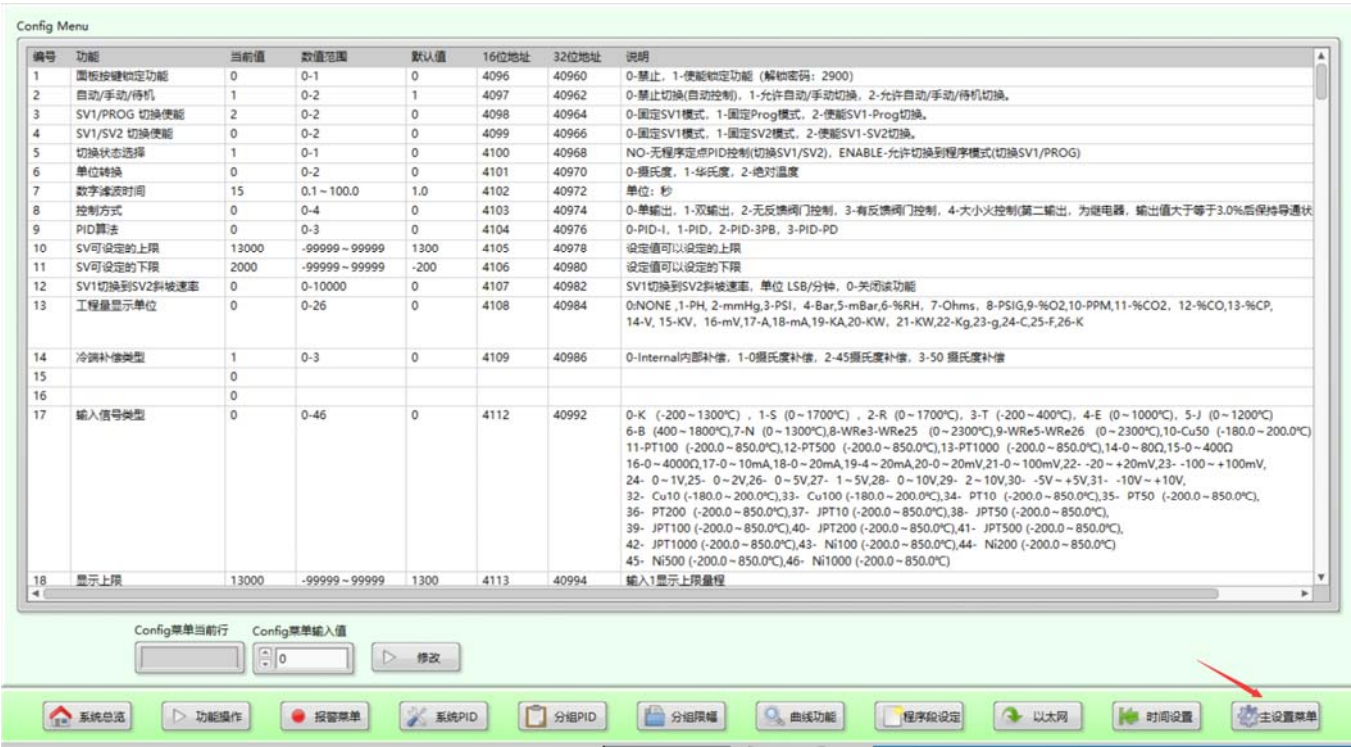 Config Menu
编号 功能 当前值 数值范围 默认值 16位地址 32位地址 说明
1 面板按键锁定功能 0 0-1 0 4096 40960 0-禁止，1-使能锁定功能（解锁密码：2900）
2 自动/手动/待机 1 0-2 1 4097 40962 0-禁止切换(自动控制)，1-允许自动/手动切换，2-允许自动/手动/待机切换。
3 SV1/PROG 切换使能 2 0-2 0 4098 40964 0-固定SV1模式，1-固定Prog模式，2-使能SV1-Prog切换。
4 SV1/SV2 切换使能 0 0-2 0 4099 40966 0-固定SV1模式，1-固定SV2模式，2-使能SV1-SV2切换。
5 切换状态选择 1 0-1 0 4100 40968 NO-无程序定点PID控制(切换SV1/SV2)，ENABLE-允许切换到程序模式(切换SV1/PROG)
6 单位转换 0 0-2 0 4101 40970 0-摄氏度，1-华氏度，2-绝对温度
7 数字滤波时间 15 0.1～100.0 1.0 4102 40972 单位：秒
8 控制方式 0 0-4 0 4103 40974 0-单输出，1-双输出，2-无反馈阀门控制，3-有反馈阀门控制，4-大小火控制(第二输出，为继电器，输出值大于等于3.0%后保持导通状
9 PID算法 0 0-3 0 4104 40976 0-PID-I，1-PID，2-PID-3PB，3-PID-PD
10 SV可设定的上限 13000 -99999～99999 1300 4105 40978 设定值可以设定的上限
11 SV可设定的下限 2000 -99999～99999 -200 4106 40980 设定值可以设定的下限
12 SV1切换到SV2斜坡速率 0 0-10000 0 4107 40982 SV1切换到SV2斜坡速率，单位 LSB/分钟，0-关闭该功能
13 工程量显示单位 0 0-26 0 4108 40984 0:NONE ,1-PH, 2-mmHg,3-PSI，4-Bar,5-mBar,6-%RH，7-Ohms，8-PSIG,9-%O2,10-PPM,11-%CO2，12-%CO,13-%CP,
14-V, 15-KV，16-mV,17-A,18-mA,19-KA,20-KW，21-KW,22-Kg,23-g,24-C,25-F,26-K
14 冷端补偿类型 1 0-3 0 4109 40986 0-Internal内部补偿，1-0摄氏度补偿，2-45摄氏度补偿，3-50 摄氏度补偿
15 0
16 0
17 输入信号类型 0 0-46 0 4112 40992 0-K（-200～1300℃），1-S（0～1700℃），2-R（0～1700℃)，3-T（-200～400℃)，4-E（0～1000℃)，5-J（0～1200℃)
6-B（400～1800℃),7-N（0～1300℃),8-WRe3-WRe25（0～2300℃),9-WRe5-WRe26（0～2300℃),10-Cu50 (-180.0～200.0℃)
11-PT100（-200.0～850.0℃),12-PT500（-200.0～850.0℃),13-PT1000（-200.0～850.0℃),14-0～80Ω,15-0～400Ω
16-0～4000Ω,17-0～10mA,18-0～20mA,19-4～20mA,20-0～20mV,21-0～100mV,22- -20～+20mV,23- -100～+100mV,
24- 0～1V,25- 0～2V,26- 0～5V,27- 1～5V,28- 0～10V,29- 2～10V,30- -5V～+5V,31- -10V～+10V,
32- Cu10 (-180.0～200.0℃),33- Cu100 (-180.0～200.0℃),34- PT10（-200.0～850.0℃),35- PT50（-200.0～850.0℃),
36- PT200（-200.0～850.0℃),37- JPT10 (-200.0～850.0℃),38- JPT50 (-200.0～850.0℃),
39- JPT100 (-200.0～850.0℃),40- JPT200 (-200.0～850.0℃),41- JPT500 (-200.0～850.0℃),
42- JPT1000 (-200.0～850.0℃),43- Ni100 (-200.0～850.0℃),44- Ni200 (-200.0～850.0℃)
45- Ni500 (-200.0～850.0℃),46- Ni1000 (-200.0～850.0℃)
18 显示上限 13000 -99999～99999 1300 4113 40994 输入1显示上限量程
Config菜单当前行 Config菜单输入值
0 修改
系统总览 功能操作 报警菜单 系统PID 分组PID 分组限幅 曲线功能 程序段设定 以太网 时间设置 主设置菜单